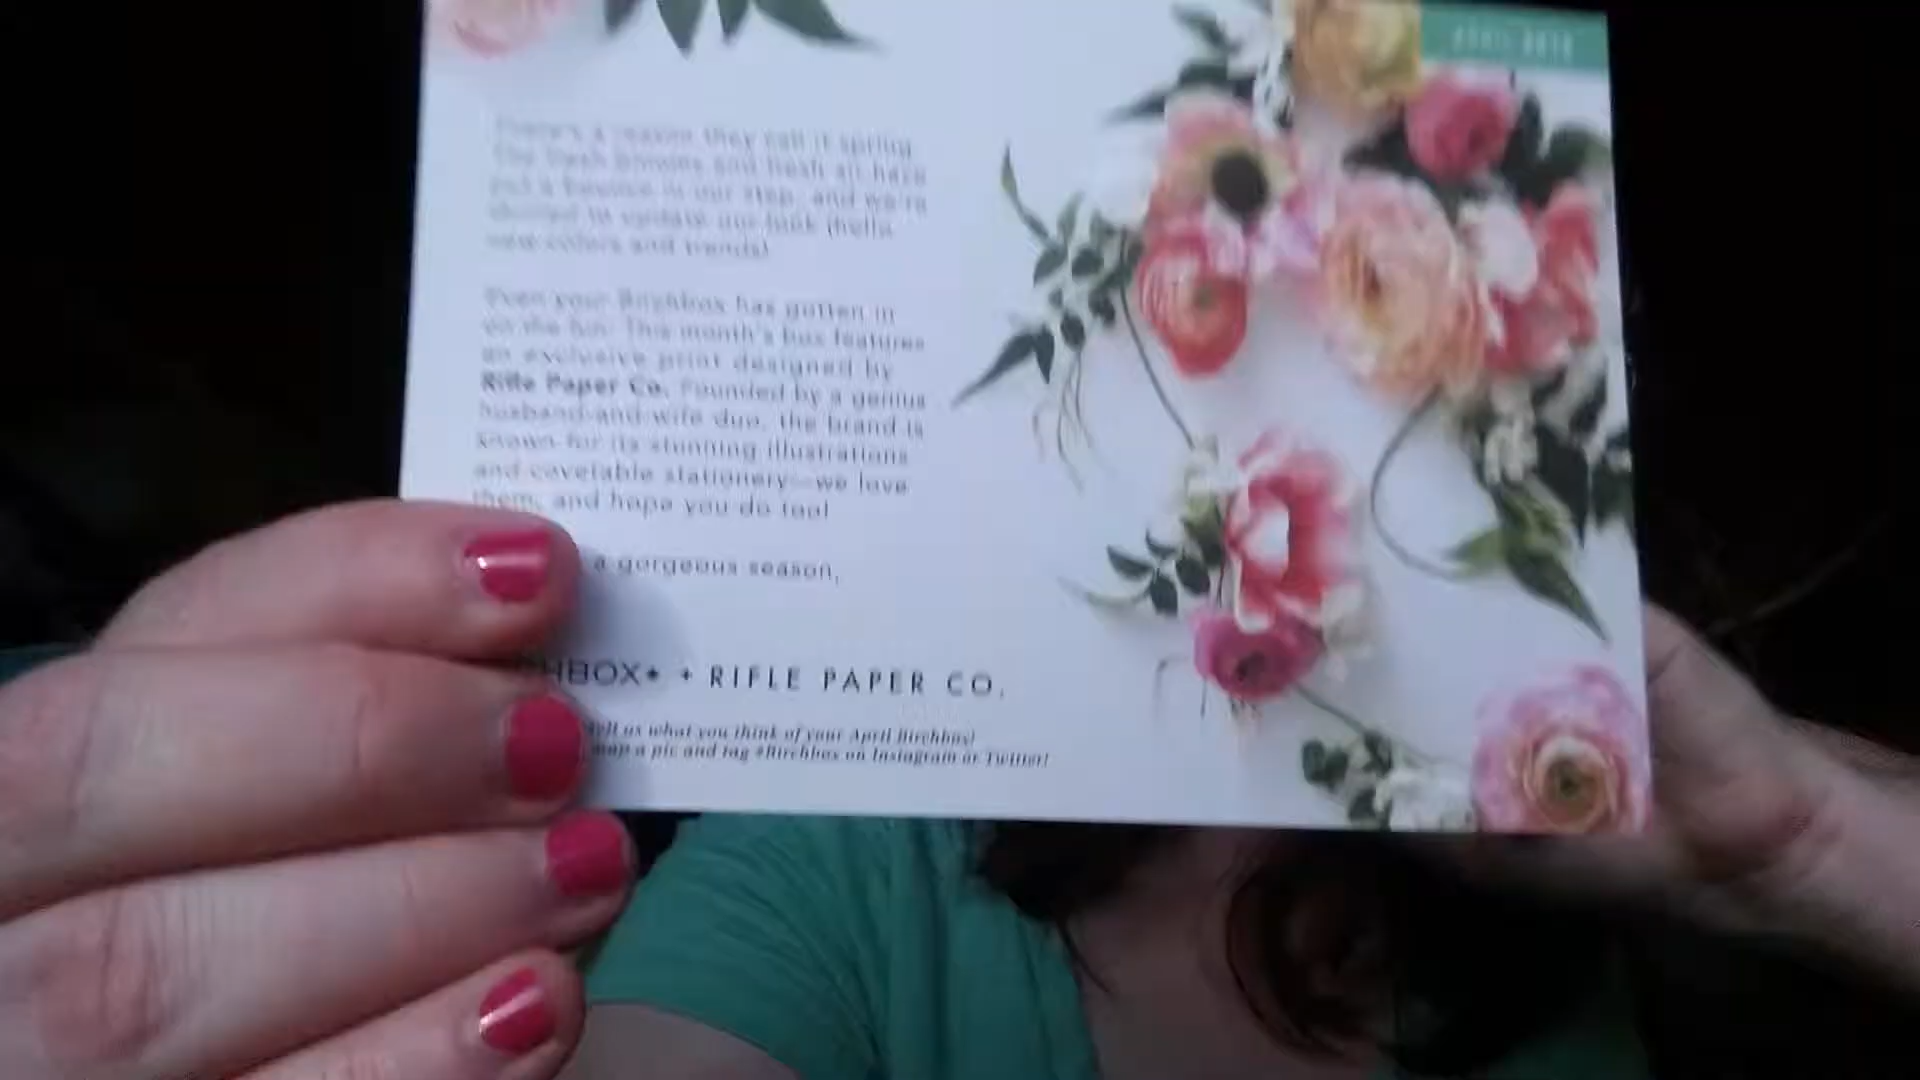 APRIL
There's a reason they call it spring.
The fresh blooms and fresh air have
put a bounce in our step, and we're
thrilled to update our look (hello,
new colors and trends)
Even your Birchbox has gotten in
on the fun: This month's box features
an exclusive print designed by
Rifle Paper Co. Founded by a genius
husband-and-wife duo, the brand is
known for its stunning illustrations
and covetable stationery—we love
them, and hope you do too!
a gorgeous season,
HBOX + RIFLE PAPER CO.
Tell us what you think of your April Birchbox!
Snap a pic and tag #Birchbox on Instagram or Twitter!